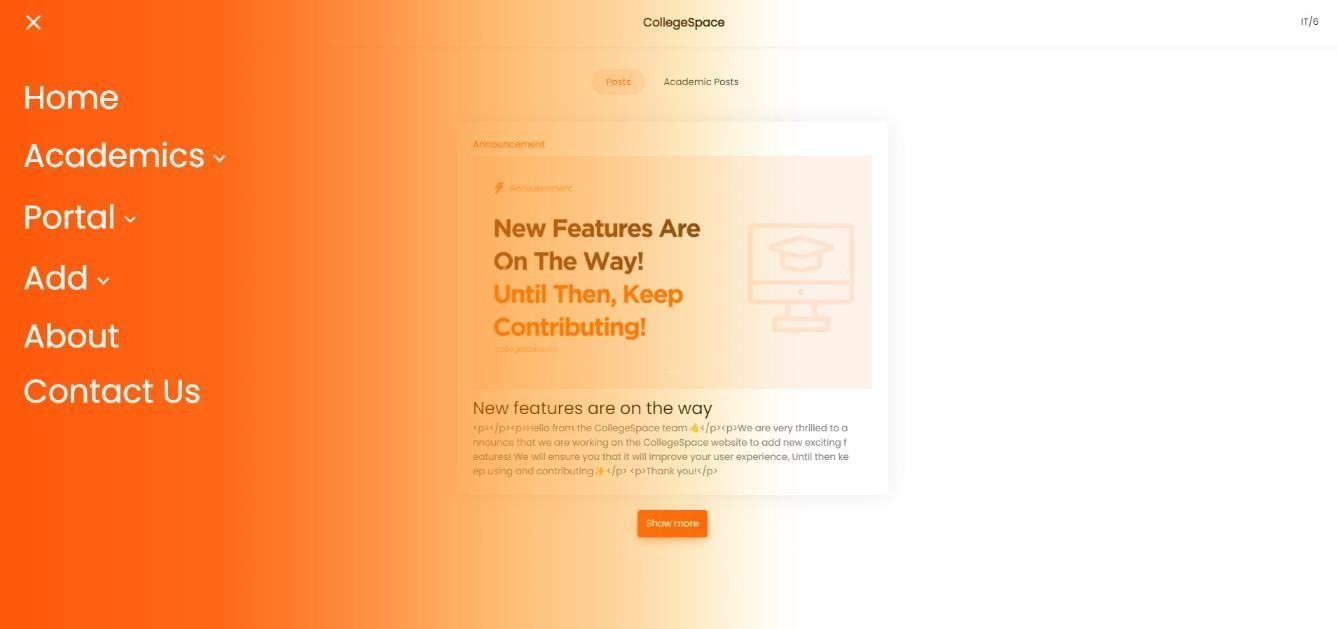 CollegeSpace
IT/6
Home
Academics
Portal
Add
About
Contact Us
Posts
Academic Posts
Announcement
Announcement
New Features Are
On The Way!
Until Then, Keep
Contributing!
New features are on the way
<p></p><p>Hello from the CollegeSpace team🤙</p><p>We are very thrilled to a
nnounce that we are working on the CollegeSpace website to add new exciting f
eatures! We will ensure you that it will improve your user experience. Until then ke
ep using and contributing✨</p> <p>Thank you!</p>
Show more